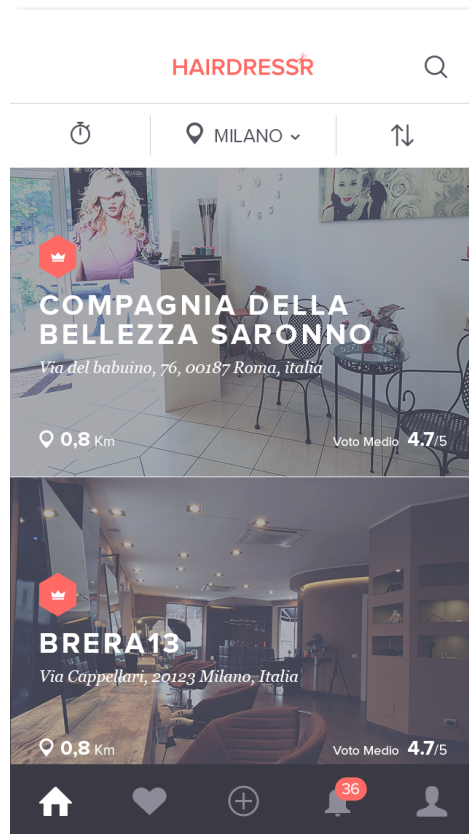 HAIRDRESSR
MILANO
COMPAGNIA DELLA
BELLEZZA SARONNO
Via del babuino, 76, 00187 Roma, italia
0,8 Km
Voto Medio 4.7/5
BRERA13
Via Cappellari, 20123 Milano, Italia
0,8 Km
Voto Medio 4.7/5
36